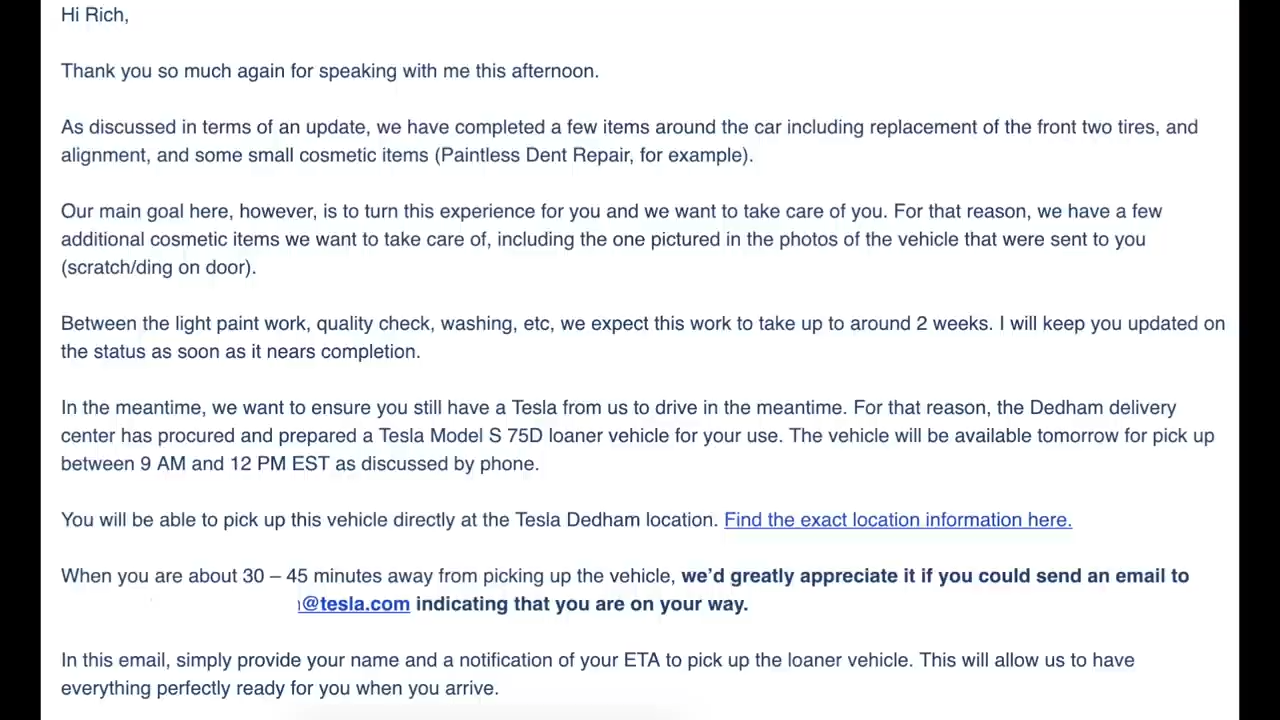 Hi Rich,
Thank you so much again for speaking with me this afternoon.
As discussed in terms of an update, we have completed a few items around the car including replacement of the front two tires, and
alignment, and some small cosmetic items (Paintless Dent Repair, for example).
Our main goal here, however, is to turn this experience for you and we want to take care of you. For that reason, we have a few
additional cosmetic items we want to take care of, including the one pictured in the photos of the vehicle that were sent to you
(scratch/ding on door).
Between the light paint work, quality check, washing, etc, we expect this work to take up to around 2 weeks. I will keep you updated on
the status as soon as it nears completion.
In the meantime, we want to ensure you still have a Tesla from us to drive in the meantime. For that reason, the Dedham delivery
center has procured and prepared a Tesla Model S 75D loaner vehicle for your use. The vehicle will be available tomorrow for pick up
between 9 AM and 12 PM EST as discussed by phone.
You will be able to pick up this vehicle directly at the Tesla Dedham location. Find the exact location information here.
When you are about 30 – 45 minutes away from picking up the vehicle, we'd greatly appreciate it if you could send an email to
@tesla.com indicating that you are on your way.
In this email, simply provide your name and a notification of your ETA to pick up the loaner vehicle. This will allow us to have
everything perfectly ready for you when you arrive.